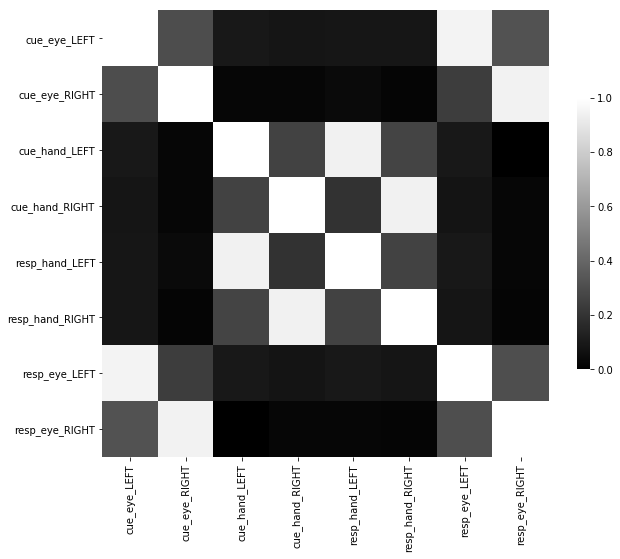 cue_eye_LEFT
cue_eye_RIGHT
cue_hand_LEFT
cue_hand_RIGHT
resp_hand_LEFT
resp_hand_RIGHT
resp_eye_LEFT
resp_eye_RIGHT
1.0
0.8
0.6
0.4
0.2
0.0
cue_eye_LEFT
cue_eye_RIGHT
cue_hand_LEFT
cue_hand_RIGHT
resp_hand_LEFT
resp_hand_RIGHT
resp_eye_LEFT
resp_eye_RIGHT